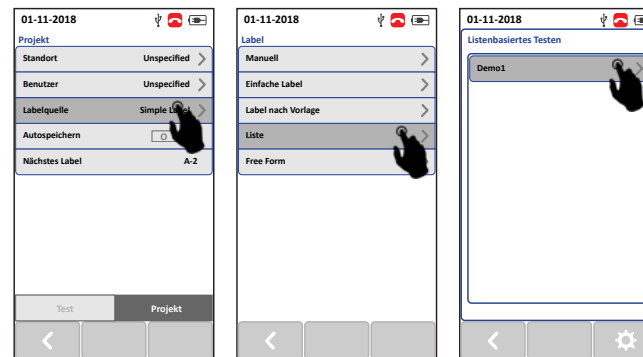 01-11-2018
Projekt
Standort Unspecified
Benutzer Unspecified
Labelquelle Simple Label
Autospeichern O
Nächstes Label A-2
Test Projekt
01-11-2018
Label
Manuell
Einfache Label
Label nach Vorlage
Liste
Free Form
01-11-2018
Listenbasiertes Testen
Demo1